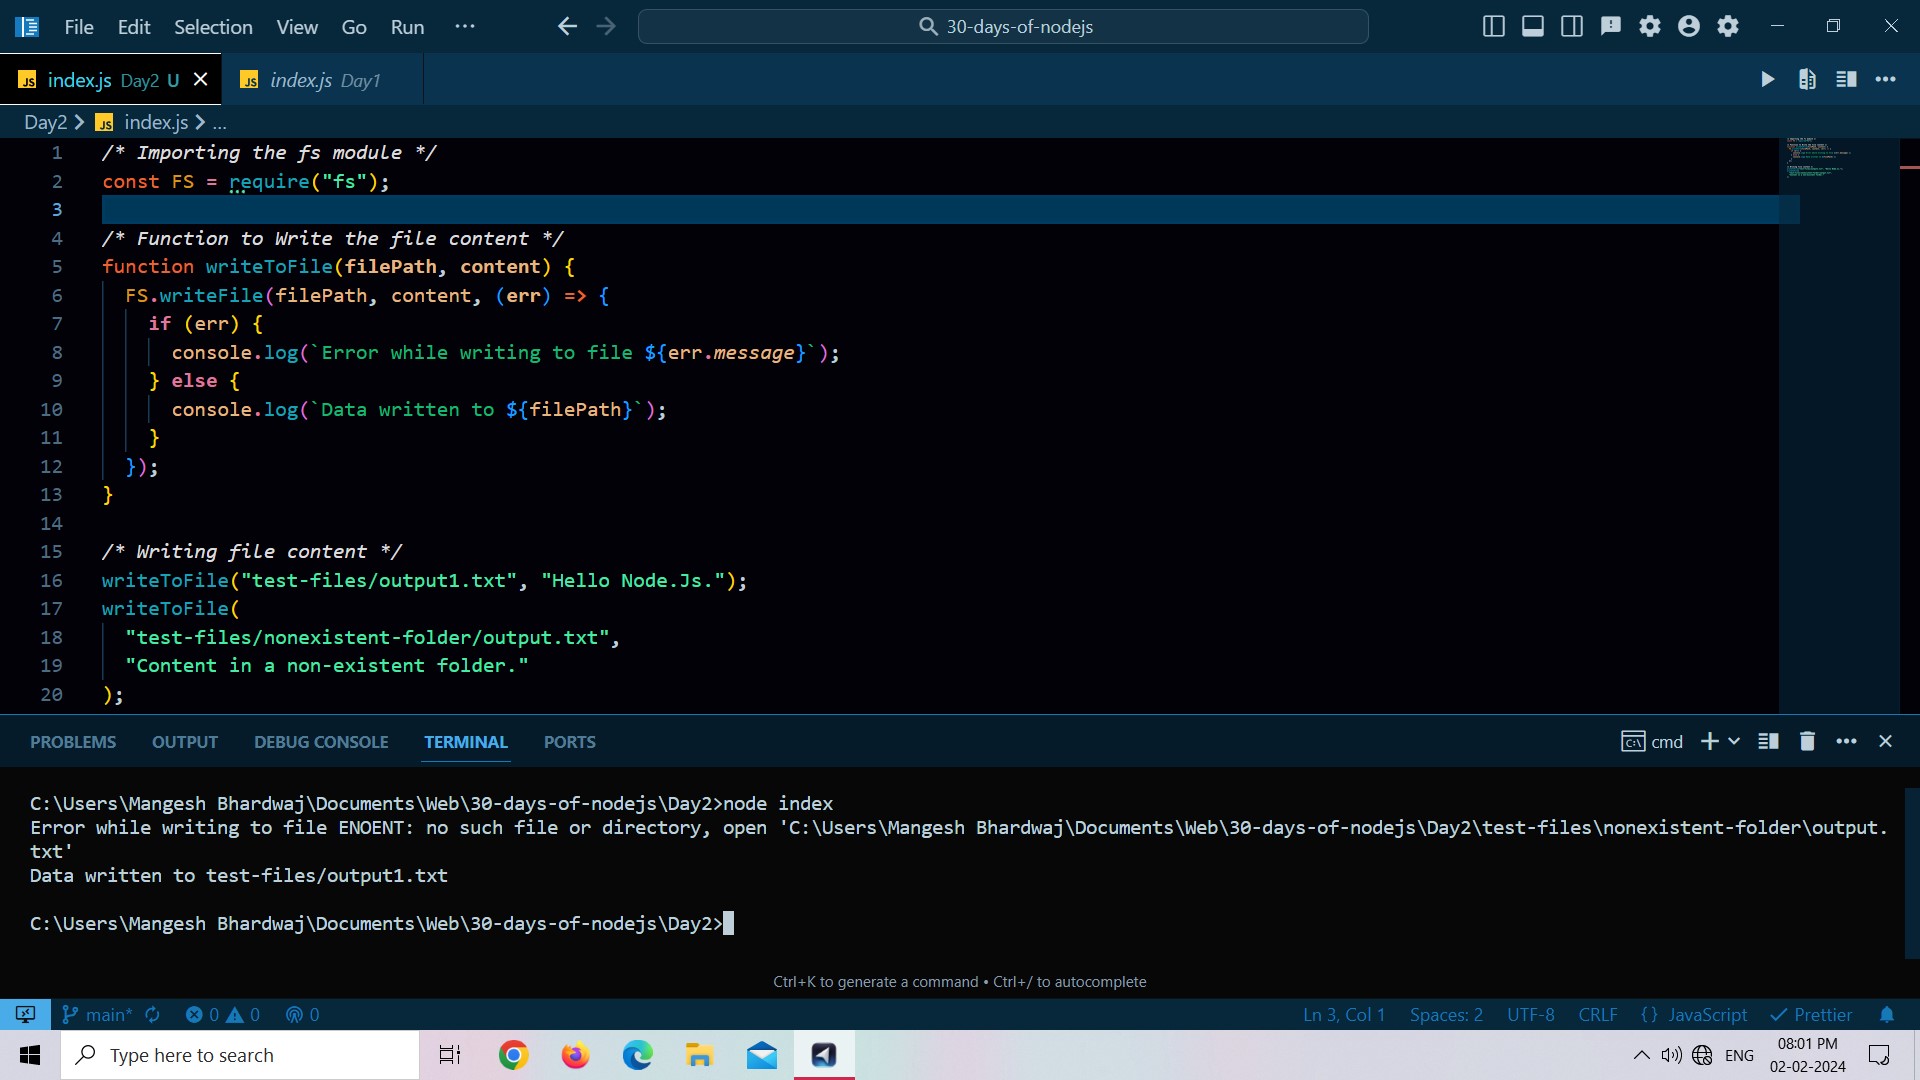 File Edit Selection View Go Run ··· 30-days-of-nodejs
JS index.js Day2 U JS index.js Day1
Day2 > JS index.js > ...
1 /* Importing the fs module */
2 const FS = require("fs");
3
4 /* Function to Write the file content */
5 function writeToFile(filePath, content) {
6 FS.writeFile(filePath, content, (err) => {
7 if (err) {
8 console.log(`Error while writing to file ${err.message}`);
9 } else {
10 console.log(`Data written to ${filePath}`);
11 }
12 });
13 }
14
15 /* Writing file content */
16 writeToFile("test-files/output1.txt", "Hello Node.Js.");
17 writeToFile(
18 "test-files/nonexistent-folder/output.txt",
19 "Content in a non-existent folder."
20 );
PROBLEMS OUTPUT DEBUG CONSOLE TERMINAL PORTS cmd
C:\Users\Mangesh Bhardwaj\Documents\Web\30-days-of-nodejs\Day2>node index
Error while writing to file ENOENT: no such file or directory, open 'C:\Users\Mangesh Bhardwaj\Documents\Web\30-days-of-nodejs\Day2\test-files\nonexistent-folder\output.
txt'
Data written to test-files/output1.txt
C:\Users\Mangesh Bhardwaj\Documents\Web\30-days-of-nodejs\Day2>
Ctrl+K to generate a command • Ctrl+/ to autocomplete
main* 0 0 0 Ln 3, Col 1 Spaces: 2 UTF-8 CRLF {} JavaScript Prettier
Type here to search ENG 08:01 PM
02-02-2024